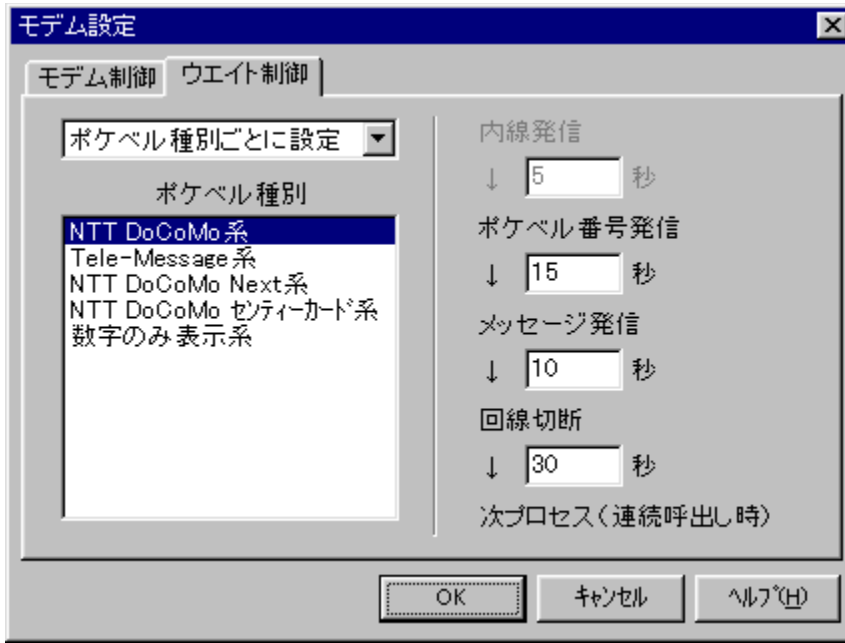 モデム設定
モデム制御
ウエイト制御
ポケベル種別ごとに設定
ポケベル種別
NTT DoCoMo系
Tele-Message系
NTT DoCoMo Next系
NTT DoCoMo ｾﾝﾃｨｰｶｰﾄﾞ系
数字のみ表示系
内線発信
↓ 5 秒
ポケベル番号発信
↓ 15 秒
メッセージ発信
↓ 10 秒
回線切断
↓ 30 秒
次プロセス(連続呼出し時)
OK
ｷｬﾝｾﾙ
ﾍﾙﾌﾟ(H)